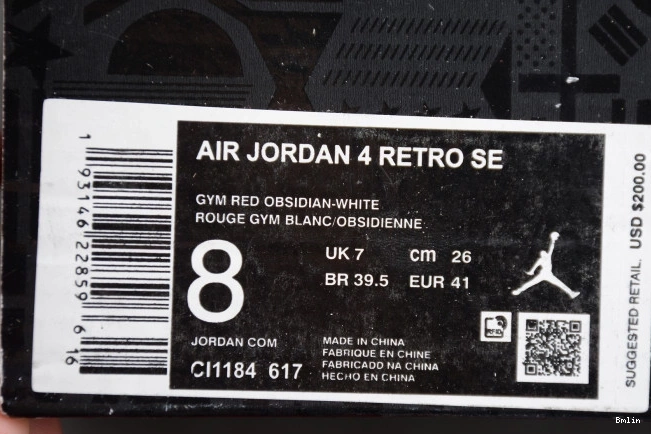 AIR JORDAN 4 RETRO SE
GYM RED OBSIDIAN-WHITE
ROUGE GYM BLANC/OBSIDIENNE
8
UK 7 cm 26
BR 39.5 EUR 41
JORDAN COM
CI1184 617
MADE IN CHINA
FABRIQUE EN CHINE
FABRICADO NA CHINA
HECHO EN CHINA
1 93146 22859 6 16
SUGGESTED RETAIL. USD $200.00
RFID
Bmlin